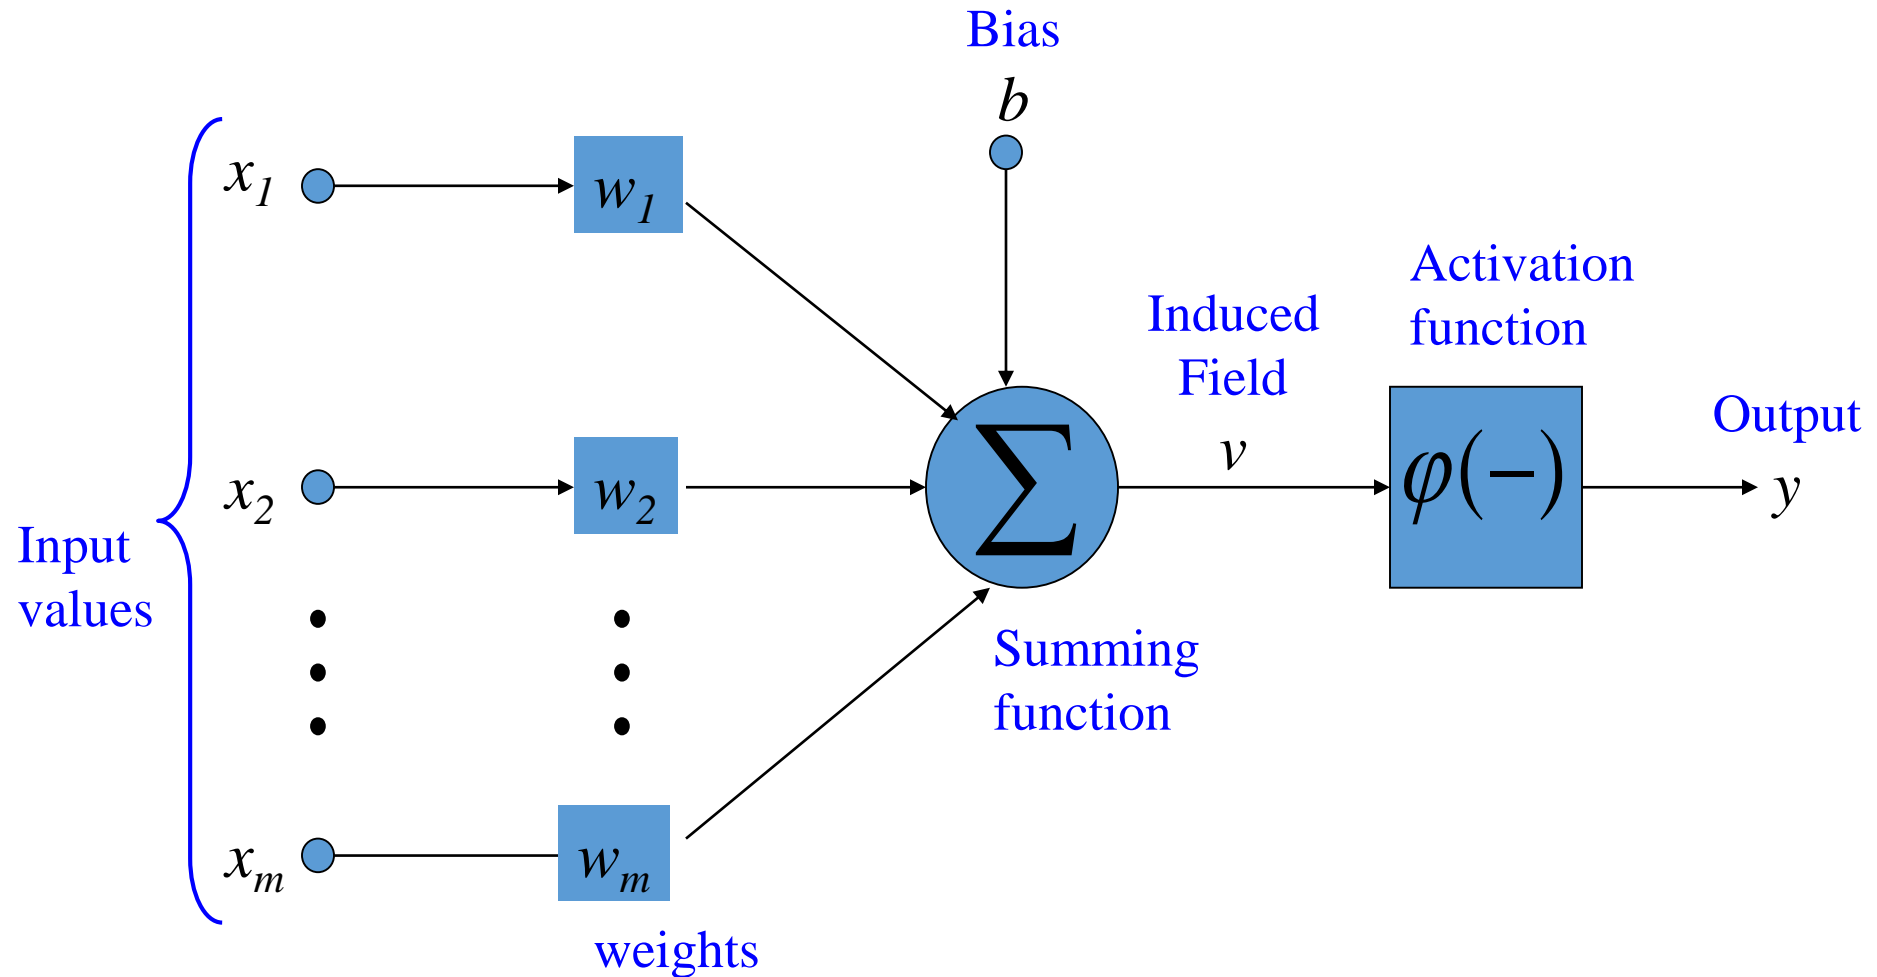 Bias
b
x1
w1
Activation
function
Induced
Field
Output
x2
w2
∑
v
φ(−)
y
Input
values
Summing
function
xm
wm
weights